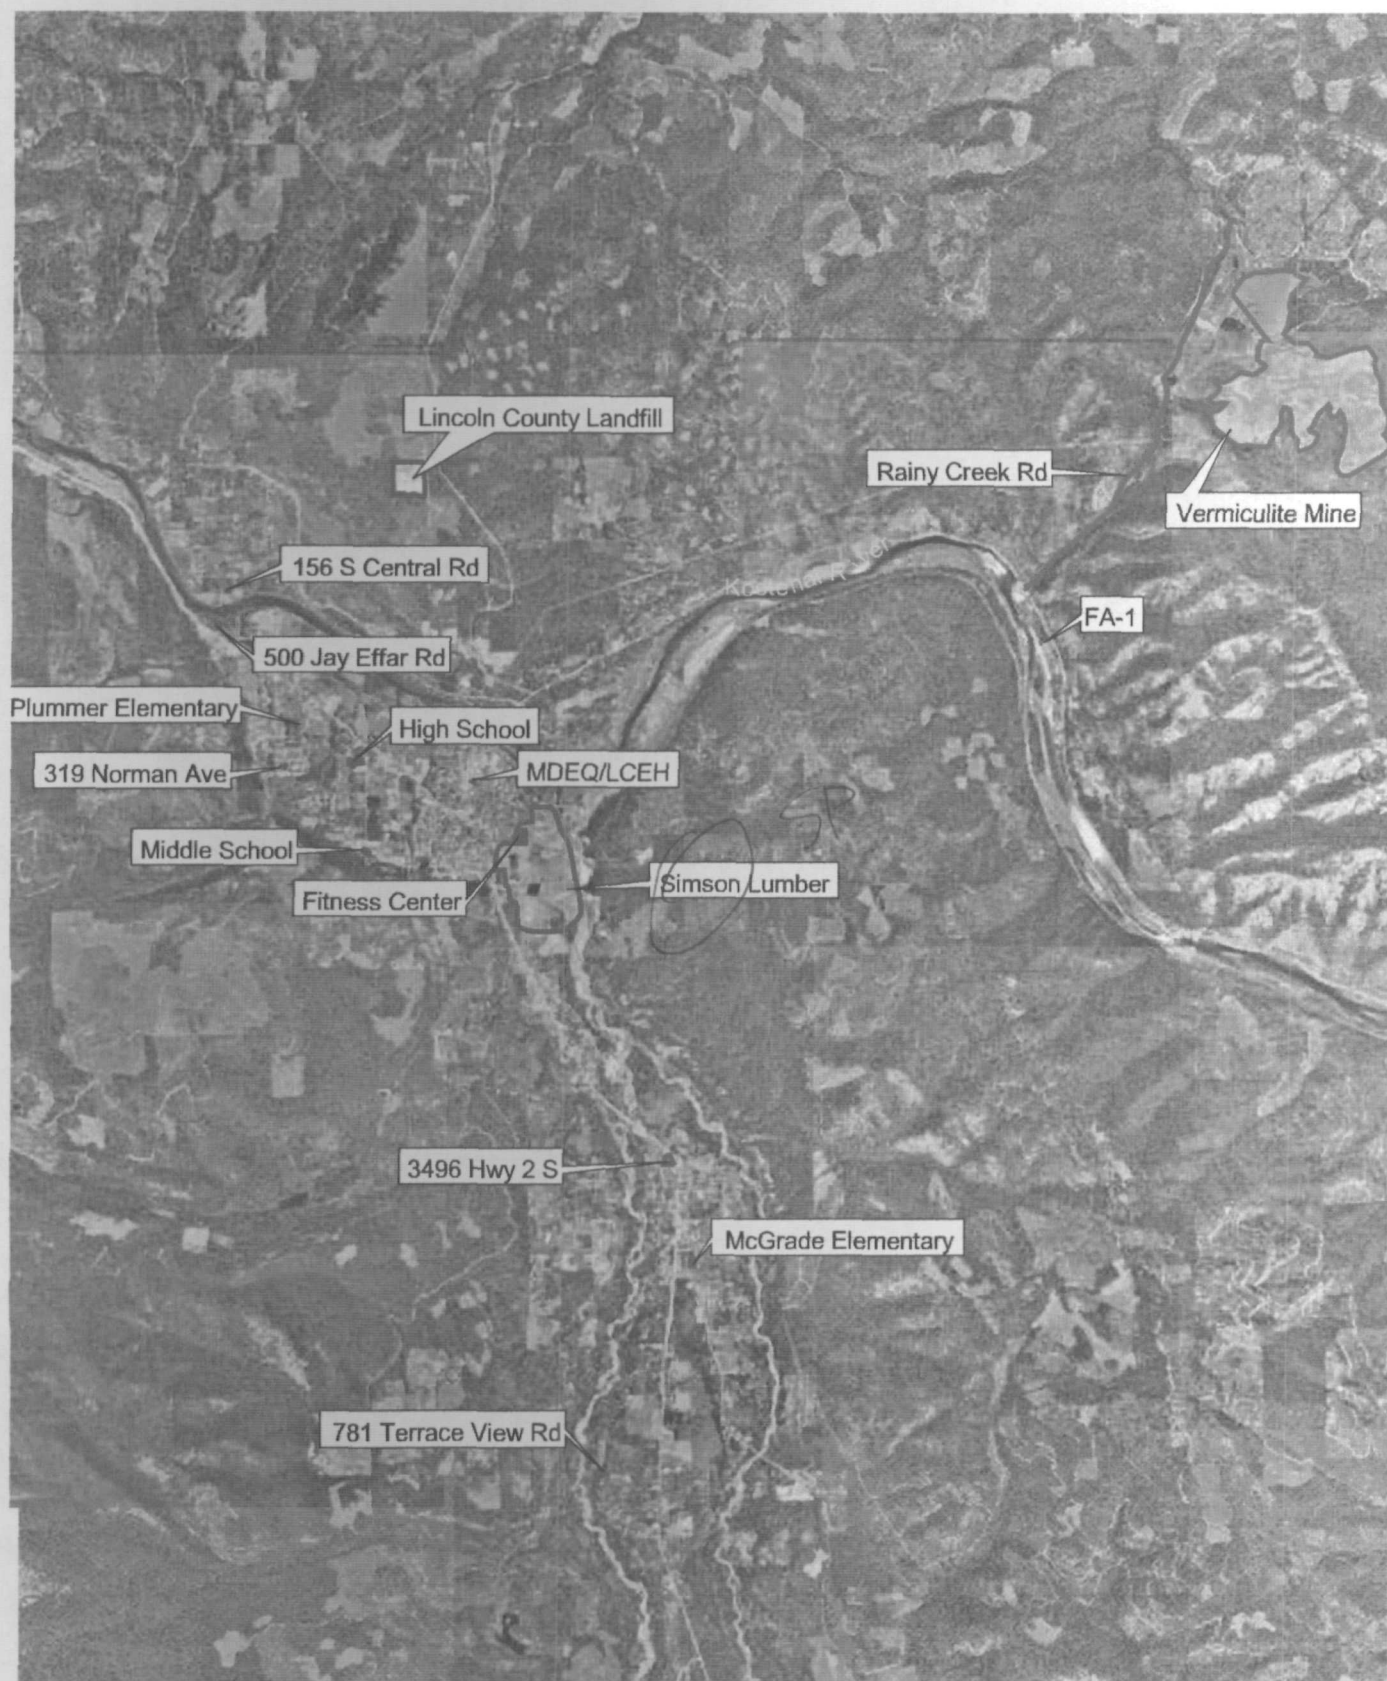 Lincoln County Landfill
Rainy Creek Rd
Vermiculite Mine
156 S Central Rd
Kootenai River
FA-1
500 Jay Effar Rd
Plummer Elementary
High School
319 Norman Ave
MDEQ/LCEH
Middle School
Simson Lumber
Fitness Center
3496 Hwy 2 S
McGrade Elementary
781 Terrace View Rd